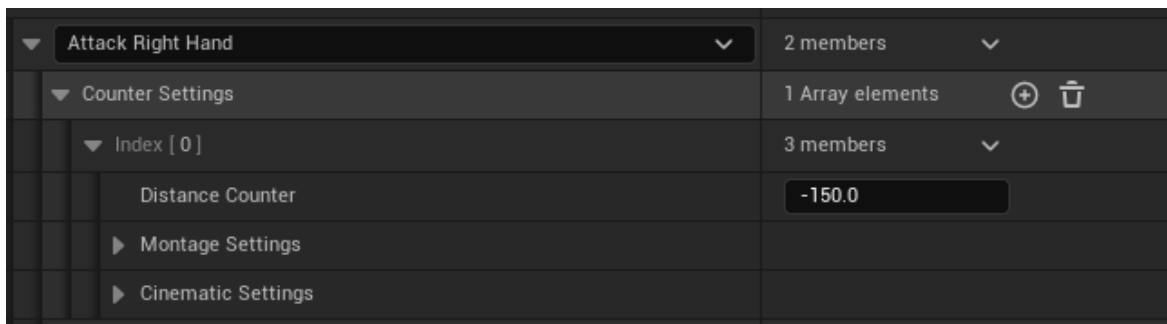 Attack Right Hand 2 members
Counter Settings 1 Array elements
Index [ 0 ] 3 members
Distance Counter -150.0
Montage Settings
Cinematic Settings